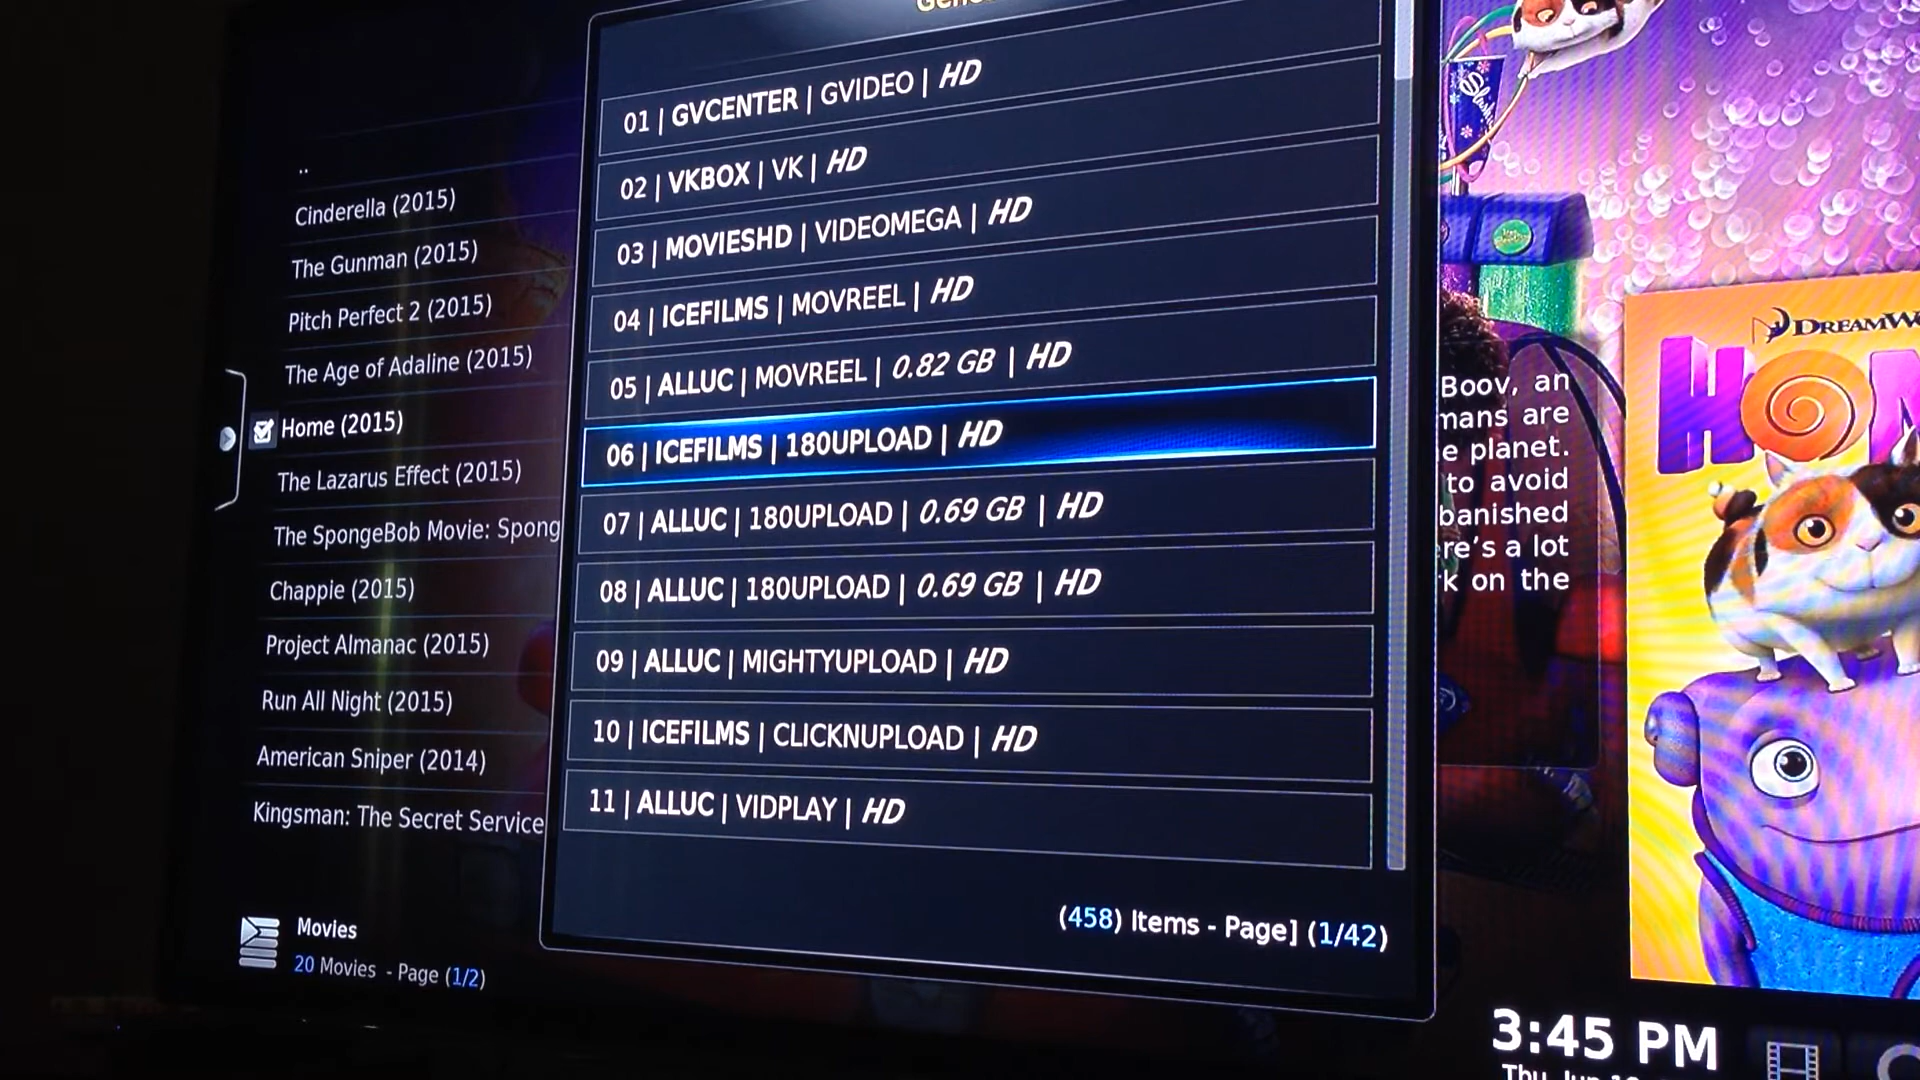 ..
Cinderella (2015)
The Gunman (2015)
Pitch Perfect 2 (2015)
The Age of Adaline (2015)
Home (2015)
The Lazarus Effect (2015)
The SpongeBob Movie: Spong
Chappie (2015)
Project Almanac (2015)
Run All Night (2015)
American Sniper (2014)
Kingsman: The Secret Service
Movies
20 Movies - Page (1/2)
01 | GVCENTER | GVIDEO | HD
02 | VKBOX | VK | HD
03 | MOVIESHD | VIDEOMEGA | HD
04 | ICEFILMS | MOVREEL | HD
05 | ALLUC | MOVREEL | 0.82 GB | HD
06 | ICEFILMS | 180UPLOAD | HD
07 | ALLUC | 180UPLOAD | 0.69 GB | HD
08 | ALLUC | 180UPLOAD | 0.69 GB | HD
09 | ALLUC | MIGHTYUPLOAD | HD
10 | ICEFILMS | CLICKNUPLOAD | HD
11 | ALLUC | VIDPLAY | HD
(458) Items - Page] (1/42)
Boov, an
mans are
e planet.
to avoid
banished
re's a lot
k on the
DREAMW
HOM
3:45 PM
Thu, Jun